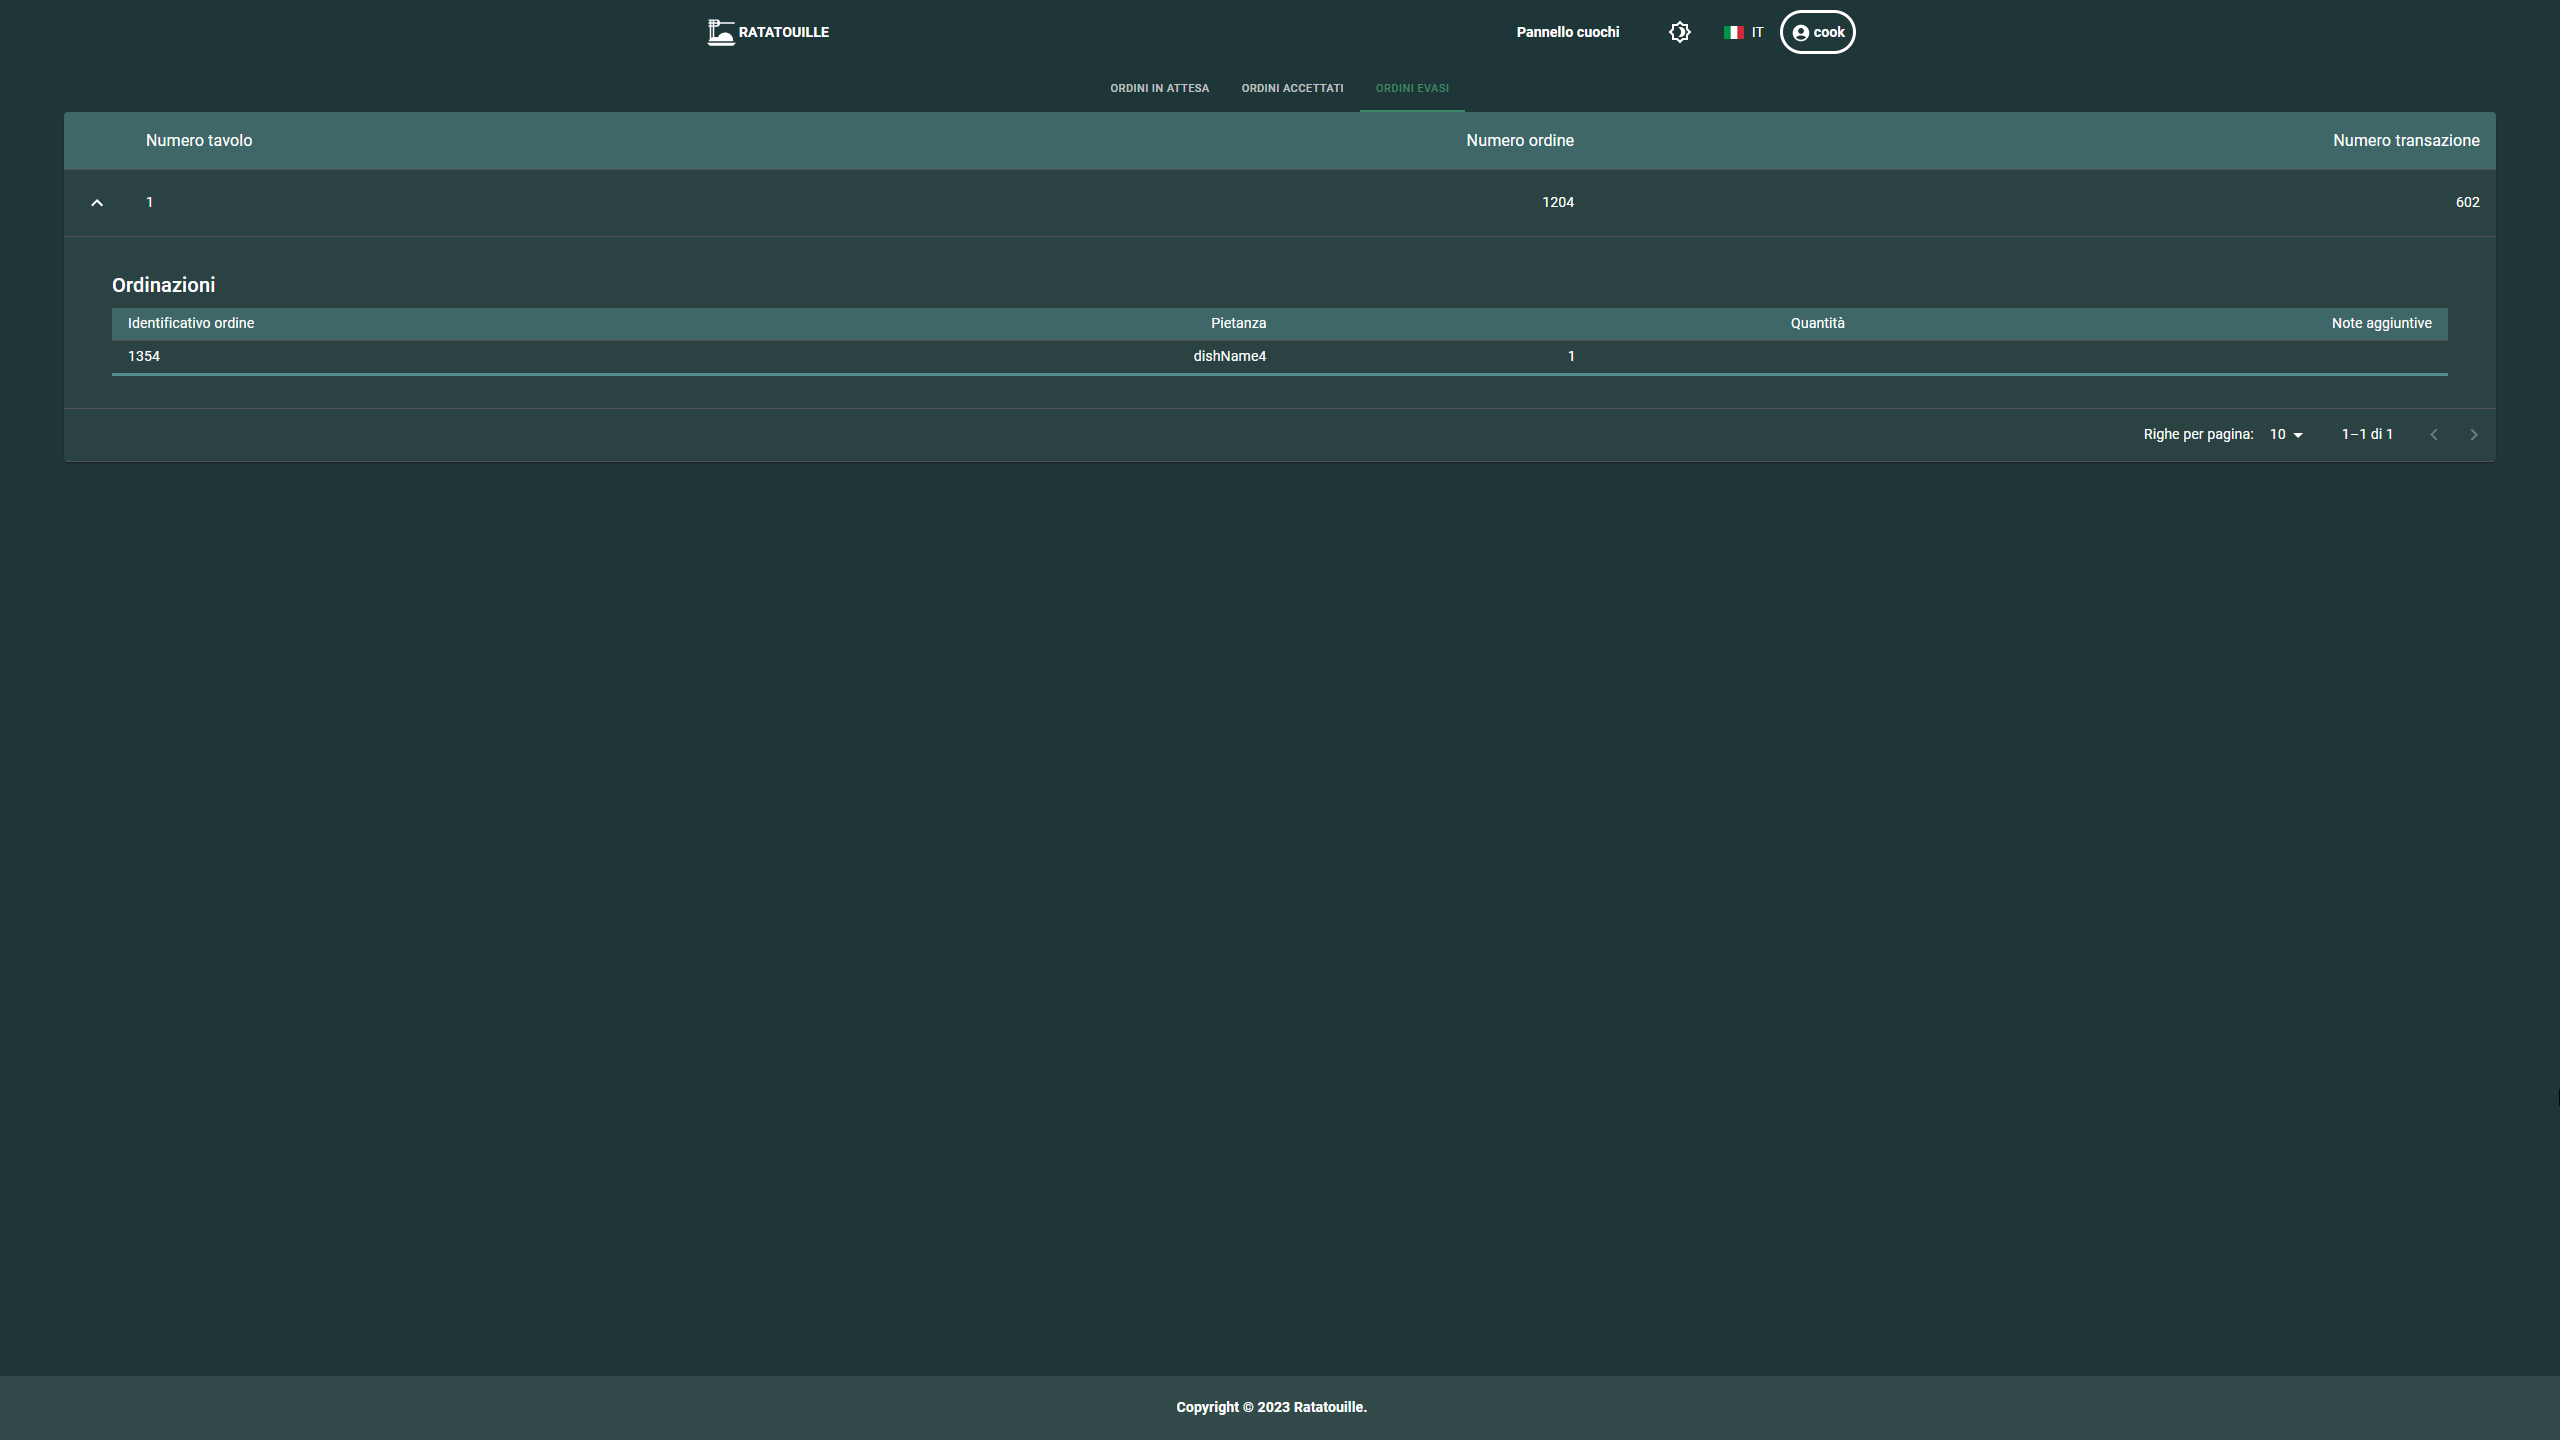 RATATOUILLE
Pannello cuochi
IT
cook
ORDINI IN ATTESA
ORDINI ACCETTATI
ORDINI EVASI
Numero tavolo
Numero ordine
Numero transazione
1
1204
602
Ordinazioni
Identificativo ordine
Pietanza
Quantità
Note aggiuntive
1354
dishName4
1
Righe per pagina:
10
1–1 di 1
Copyright © 2023 Ratatouille.